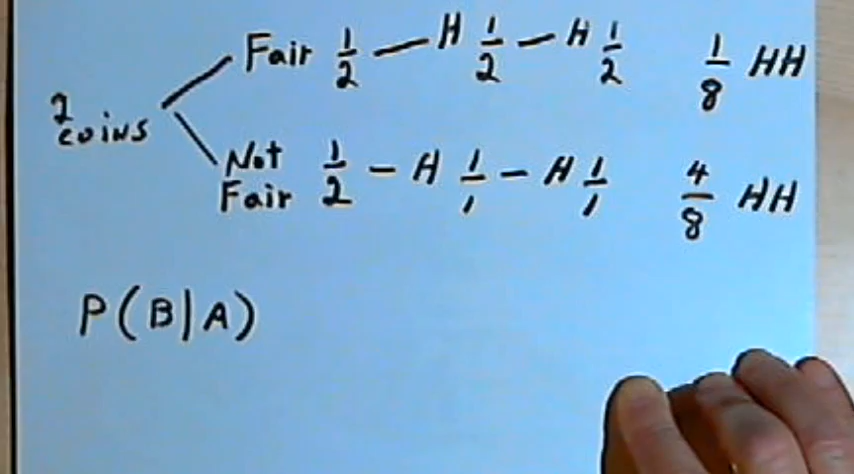 Fair 1/2 — H 1/2 — H 1/2 1/8 HH
2 coins
Not Fair 1/2 - H 1/1 - H 1/1 4/8 HH
P(B|A)